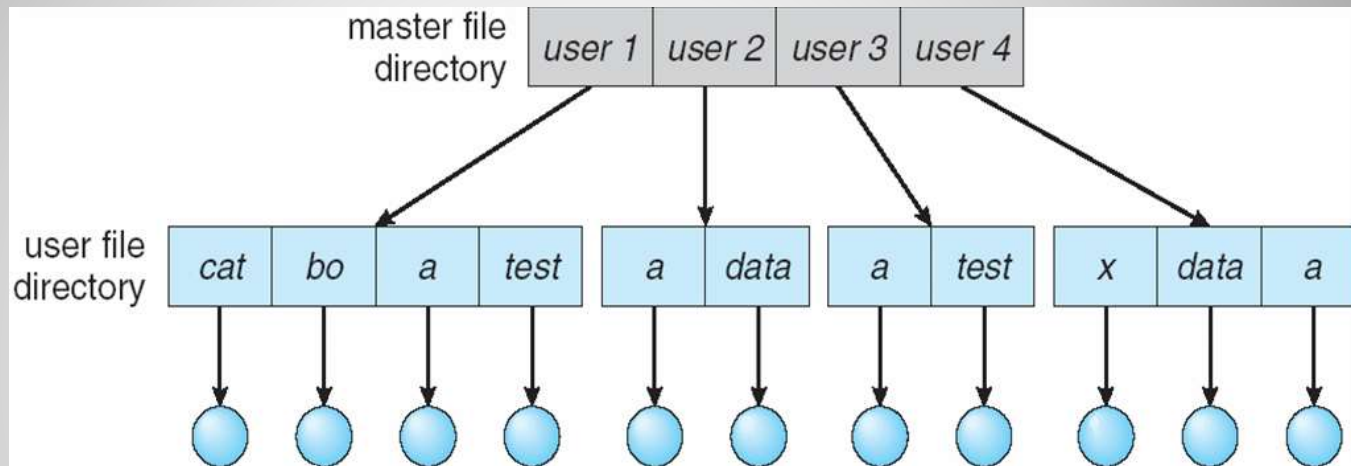 master file
directory
user 1 user 2 user 3 user 4
user file
directory
cat bo a test a data a test x data a